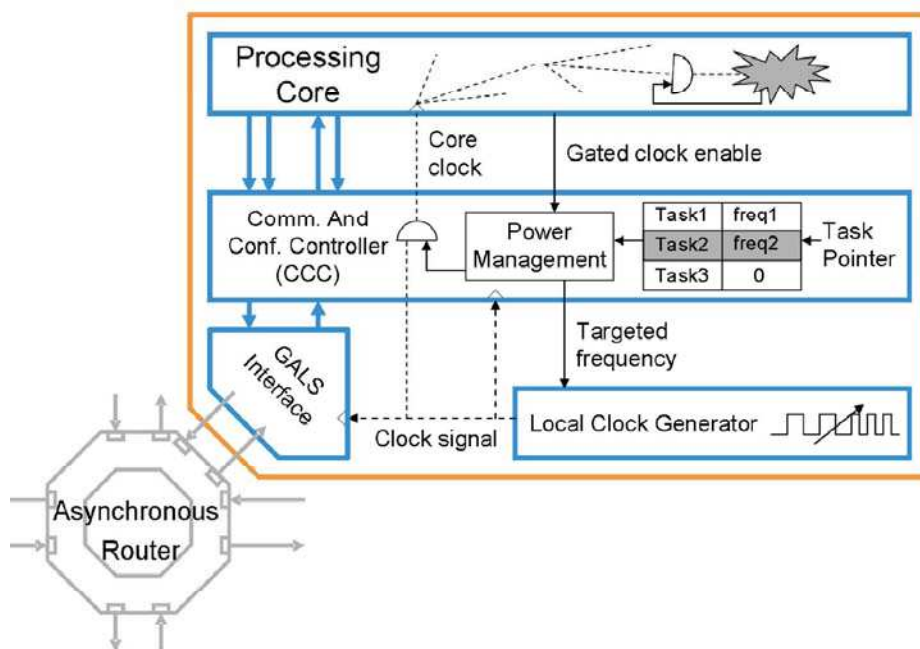 Processing
Core
Core
clock
Gated clock enable
Comm. And
Conf. Controller
(CCC)
Power
Management
Task1 freq1
Task2 freq2
Task3 0
Task
Pointer
Targeted
frequency
GALS
Interface
Clock signal
Local Clock Generator
Asynchronous
Router